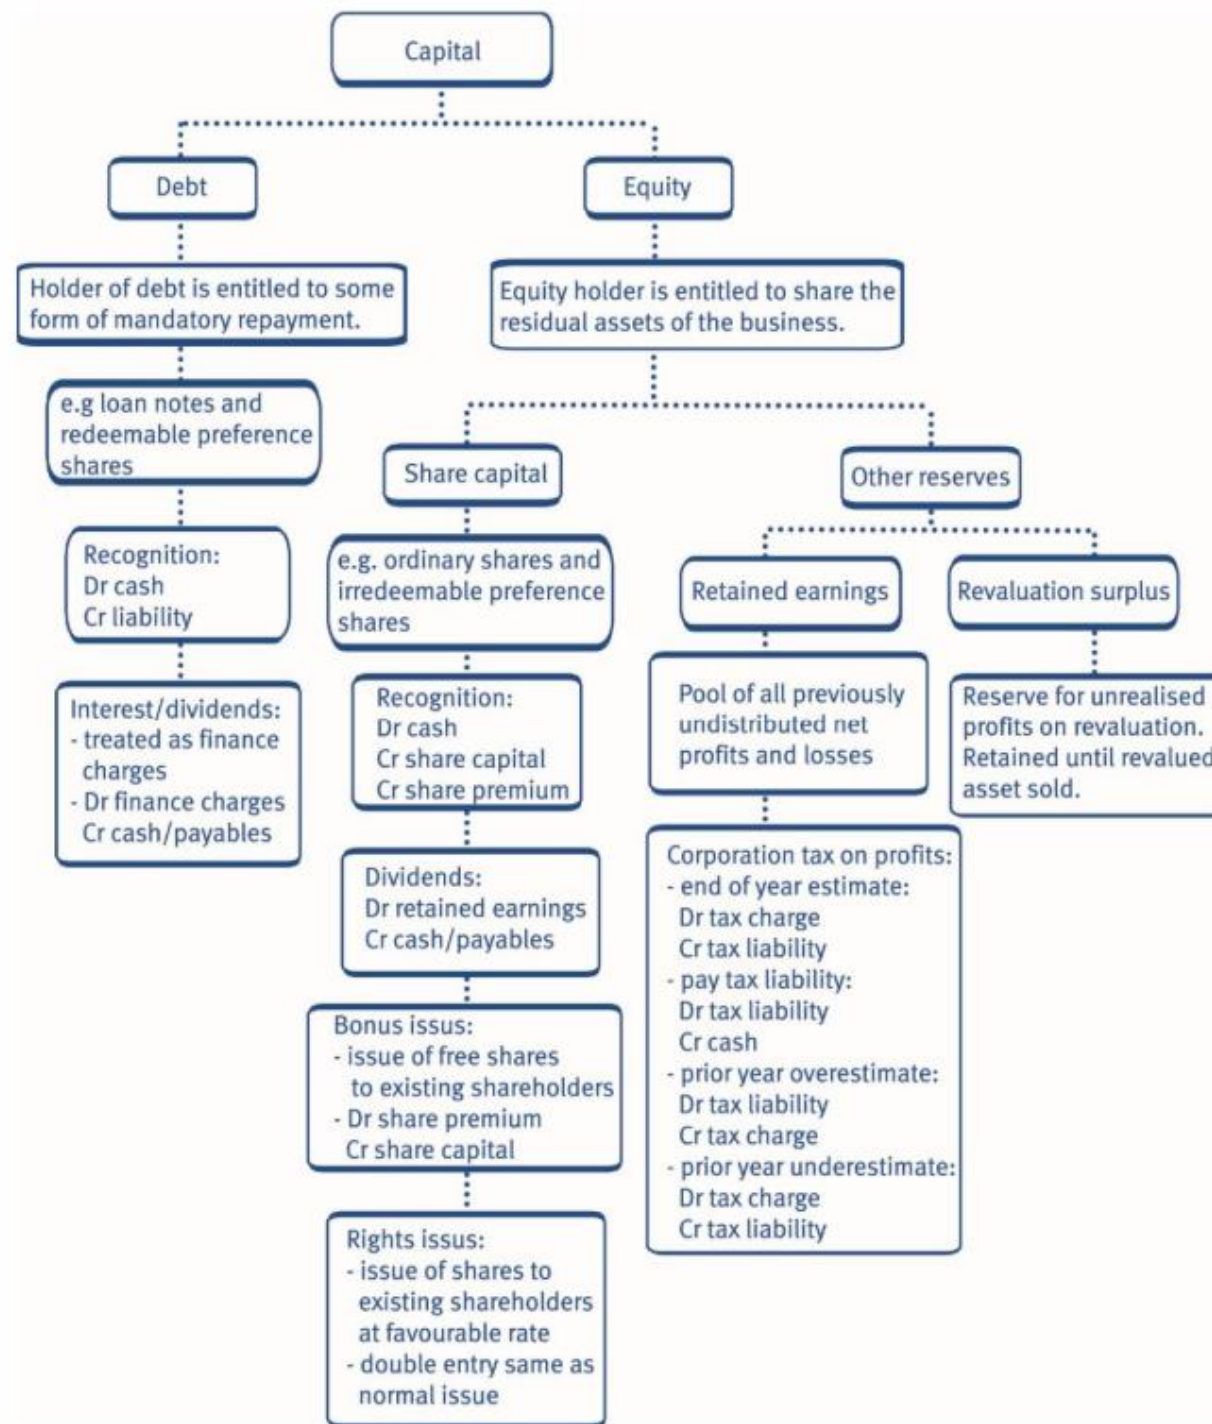 Capital
Debt
Equity
Holder of debt is entitled to some
form of mandatory repayment.
Equity holder is entitled to share the
residual assets of the business.
e.g loan notes and
redeemable preference
shares
Share capital
Other reserves
Recognition:
Dr cash
Cr liability
e.g. ordinary shares and
irredeemable preference
shares
Retained earnings
Revaluation surplus
Interest/dividends:
- treated as finance
charges
- Dr finance charges
Cr cash/payables
Recognition:
Dr cash
Cr share capital
Cr share premium
Pool of all previously
undistributed net
profits and losses
Reserve for unrealised
profits on revaluation.
Retained until revalued
asset sold.
Dividends:
Dr retained earnings
Cr cash/payables
Corporation tax on profits:
- end of year estimate:
Dr tax charge
Cr tax liability
- pay tax liability:
Dr tax liability
Cr cash
- prior year overestimate:
Dr tax liability
Cr tax charge
- prior year underestimate:
Dr tax charge
Cr tax liability
Bonus issus:
- issue of free shares
to existing shareholders
- Dr share premium
Cr share capital
Rights issus:
- issue of shares to
existing shareholders
at favourable rate
- double entry same as
normal issue